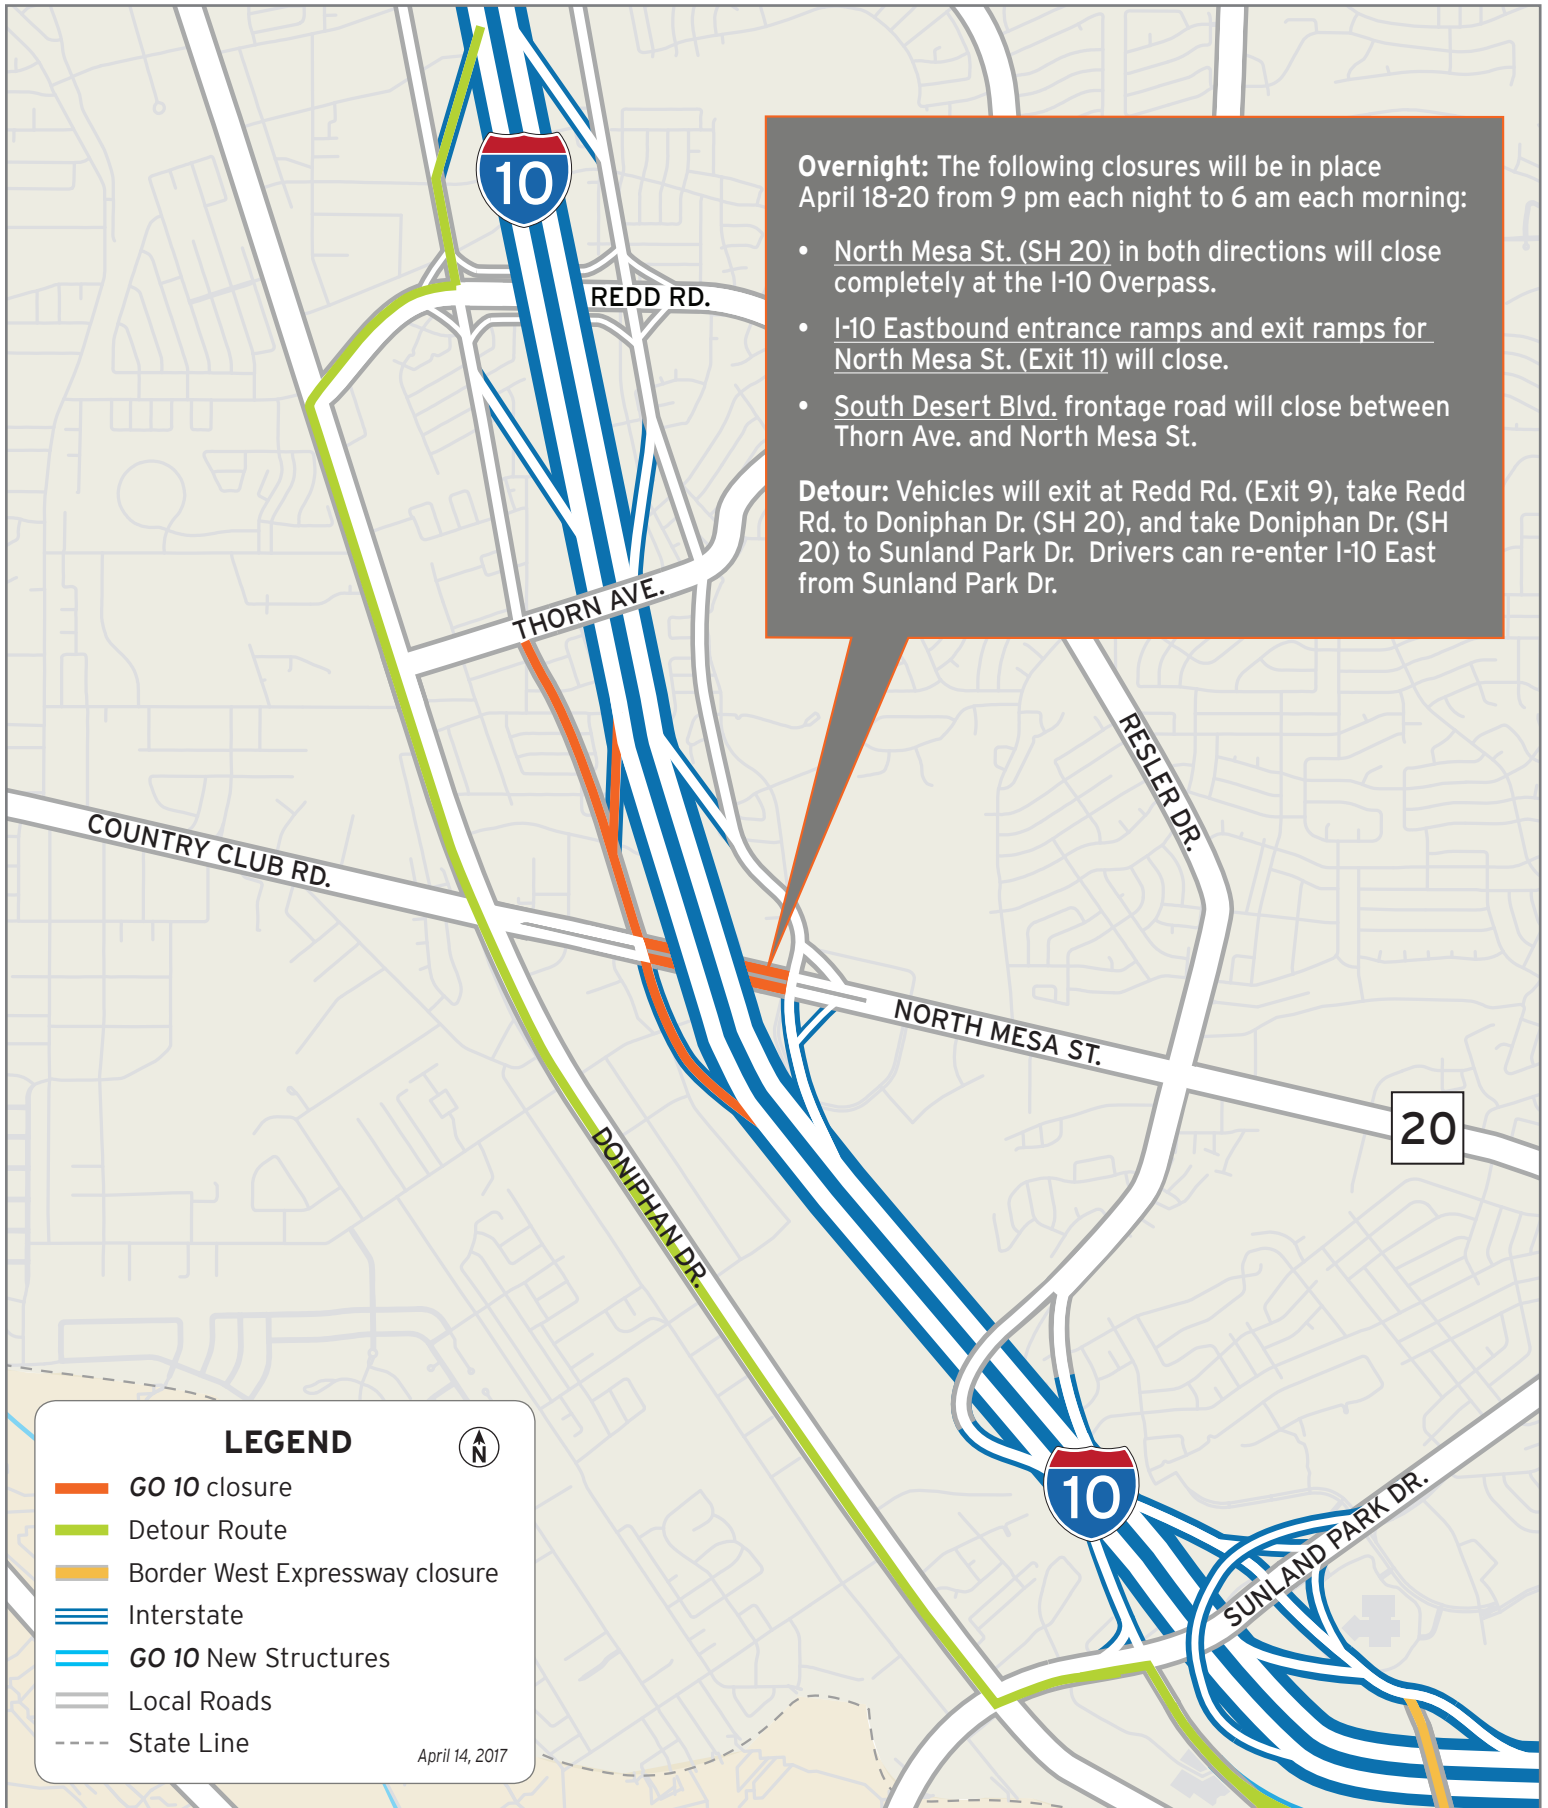 10
Overnight: The following closures will be in place
April 18-20 from 9 pm each night to 6 am each morning:
• North Mesa St. (SH 20) in both directions will close
completely at the I-10 Overpass.
• I-10 Eastbound entrance ramps and exit ramps for
North Mesa St. (Exit 11) will close.
• South Desert Blvd. frontage road will close between
Thorn Ave. and North Mesa St.
Detour: Vehicles will exit at Redd Rd. (Exit 9), take Redd
Rd. to Doniphan Dr. (SH 20), and take Doniphan Dr. (SH
20) to Sunland Park Dr. Drivers can re-enter I-10 East
from Sunland Park Dr.
REDD RD.
THORN AVE.
RESLER DR.
COUNTRY CLUB RD.
NORTH MESA ST.
20
DONIPHAN DR.
10
SUNLAND PARK DR.
LEGEND
N
GO 10 closure
Detour Route
Border West Expressway closure
Interstate
GO 10 New Structures
Local Roads
State Line
April 14, 2017